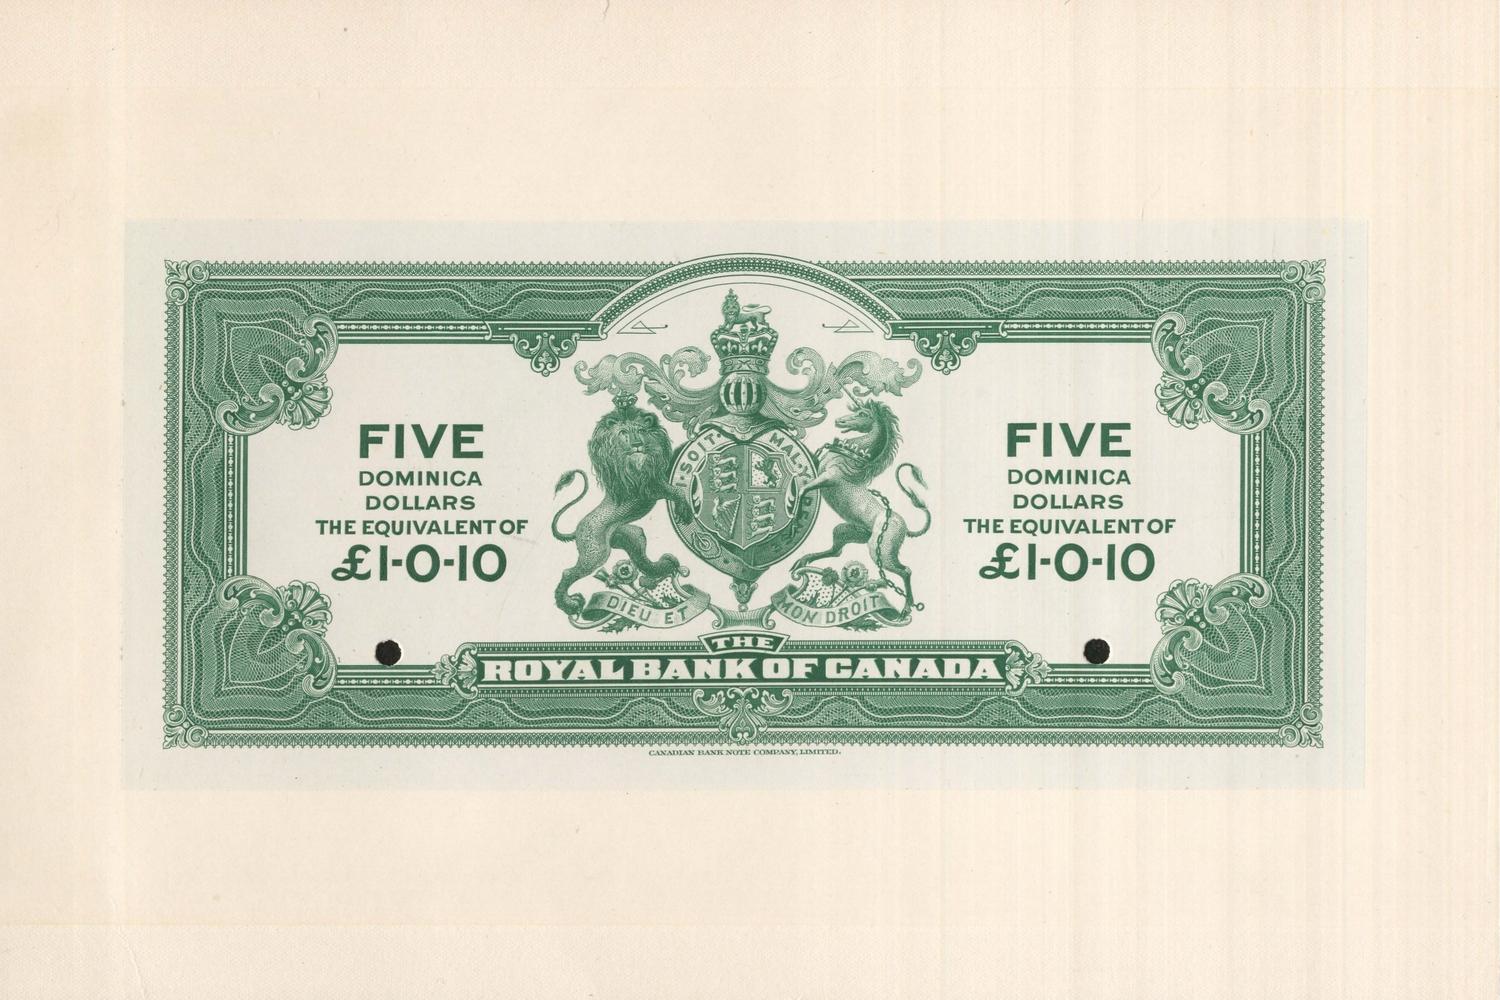 FIVE
DOMINICA
DOLLARS
THE EQUIVALENT OF
£1-0-10
SOIT · MAL · Y
DIEU ET MON DROIT
FIVE
DOMINICA
DOLLARS
THE EQUIVALENT OF
£1-0-10
THE
ROYAL BANK OF CANADA
CANADIAN BANK NOTE COMPANY, LIMITED.